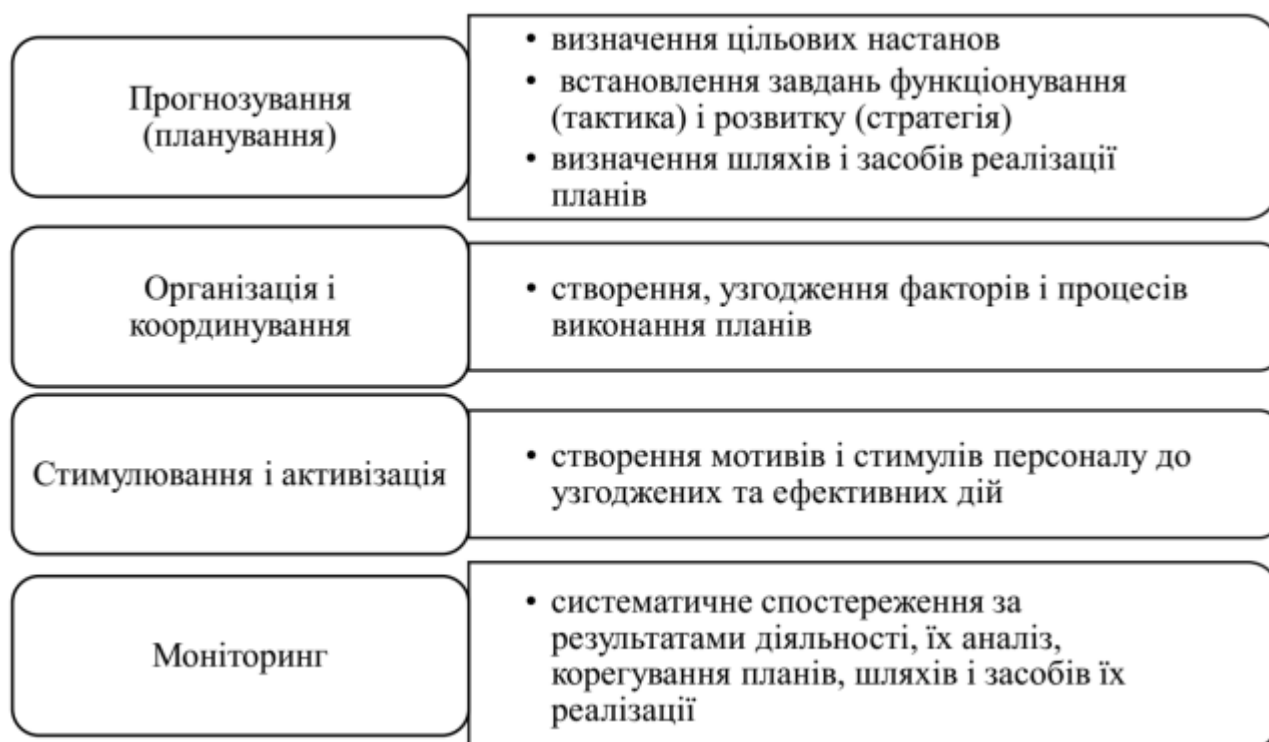 Прогнозування
(планування)
• визначення цільових настанов
• встановлення завдань функціонування
(тактика) і розвитку (стратегія)
• визначення шляхів і засобів реалізації
планів
Організація і
координування
• створення, узгодження факторів і процесів
виконання планів
Стимулювання і активізація
• створення мотивів і стимулів персоналу до
узгоджених та ефективних дій
Моніторинг
• систематичне спостереження за
результатами діяльності, їх аналіз,
корегування планів, шляхів і засобів їх
реалізації